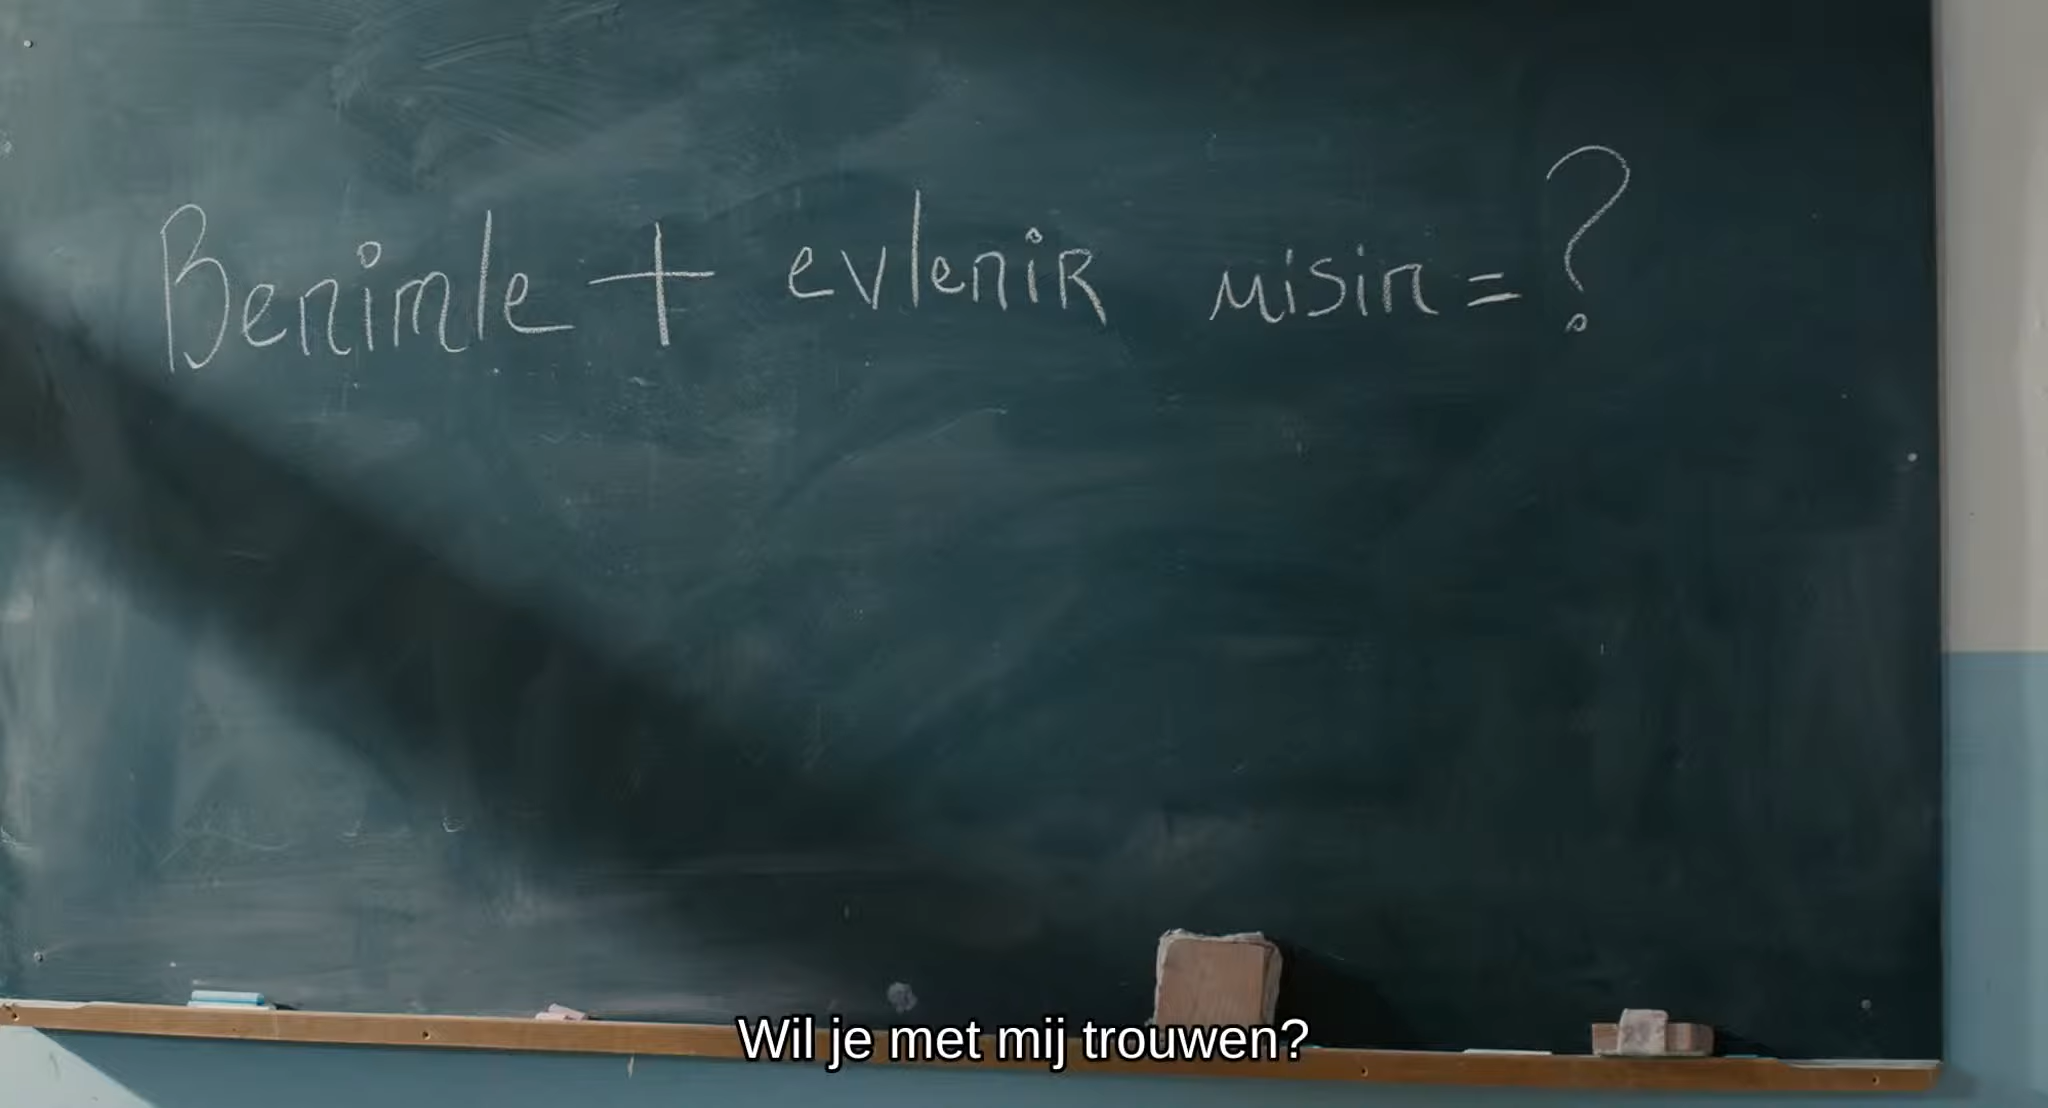 Benimle + evlenir misin = ?
Wil je met mij trouwen?